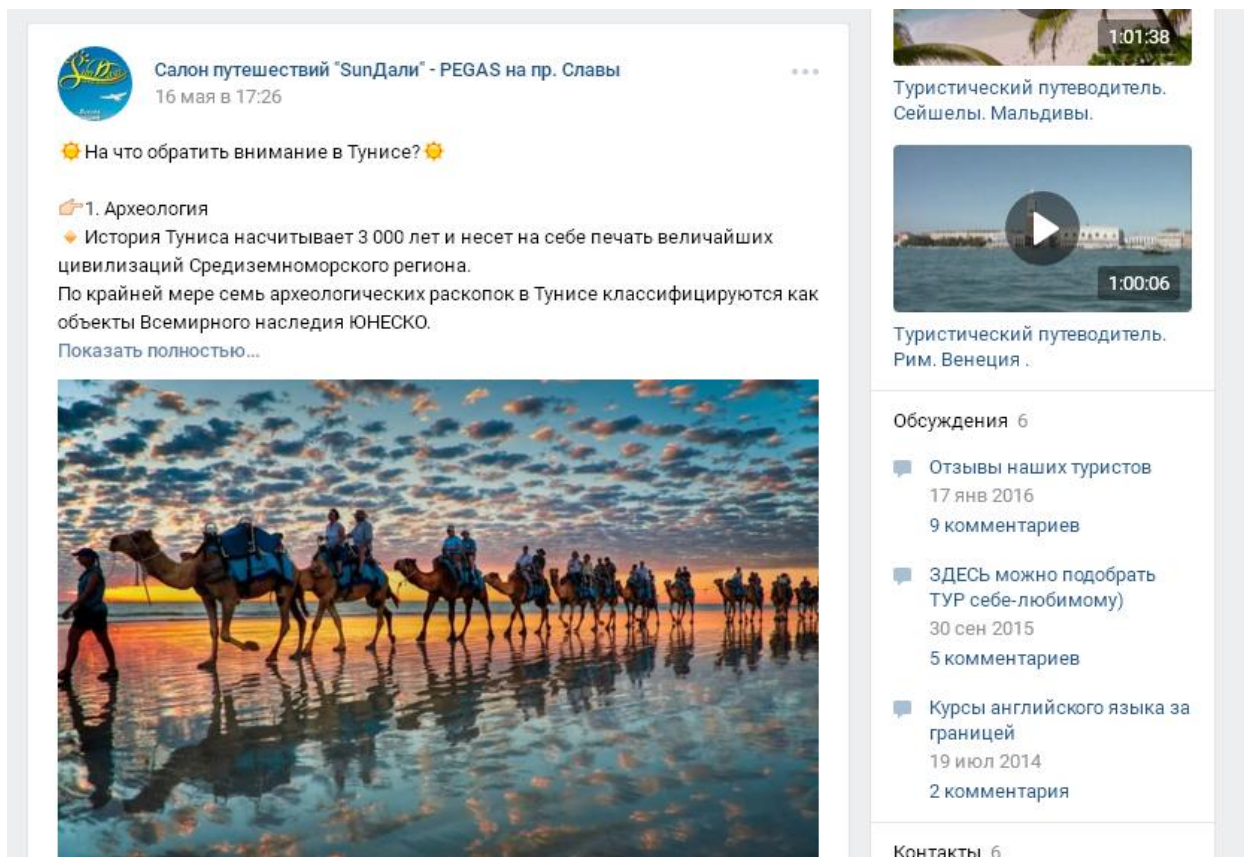 Салон путешествий "SunДали" - PEGAS на пр. Славы
16 мая в 17:26
На что обратить внимание в Тунисе?
1. Археология
История Туниса насчитывает 3 000 лет и несет на себе печать величайших
цивилизаций Средиземноморского региона.
По крайней мере семь археологических раскопок в Тунисе классифицируются как
объекты Всемирного наследия ЮНЕСКО.
Показать полностью...
1:01:38
Туристический путеводитель.
Сейшелы. Мальдивы.
1:00:06
Туристический путеводитель.
Рим. Венеция .
Обсуждения 6
Отзывы наших туристов
17 янв 2016
9 комментариев
ЗДЕСЬ можно подобрать
ТУР себе-любимому)
30 сен 2015
5 комментариев
Курсы английского языка за
границей
19 июл 2014
2 комментария
Контакты 6